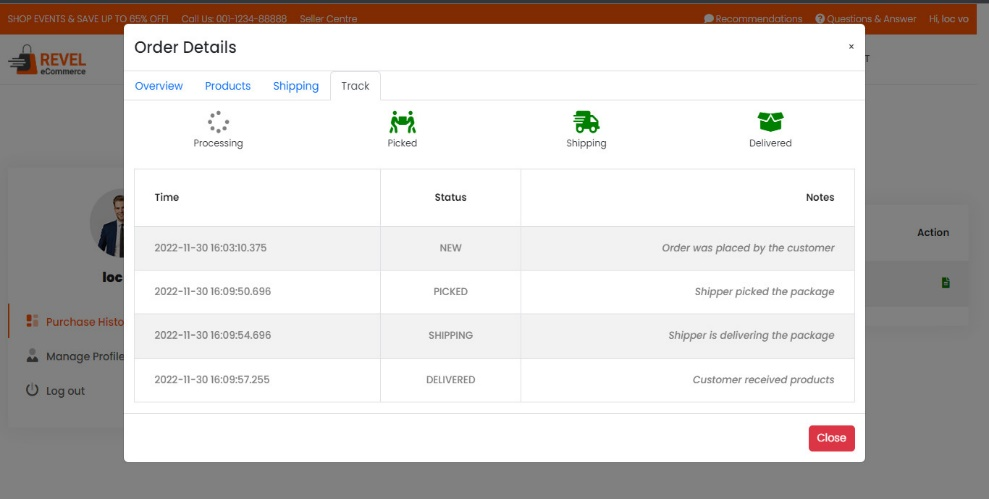 SHOP EVENTS & SAVE UP TO 65% OFF! Call Us: 001-1234-88888 Seller Centre Recommendations Questions & Answer Hi, loc vo
Order Details ×
REVEL
eCommerce
Overview Products Shipping Track
Processing Picked Shipping Delivered
Time Status Notes
2022-11-30 16:03:10.375 NEW Order was placed by the customer
2022-11-30 16:09:50.696 PICKED Shipper picked the package
2022-11-30 16:09:54.696 SHIPPING Shipper is delivering the package
2022-11-30 16:09:57.255 DELIVERED Customer received products
Action
loc
Purchase Histo
Manage Profile
Log out
Close